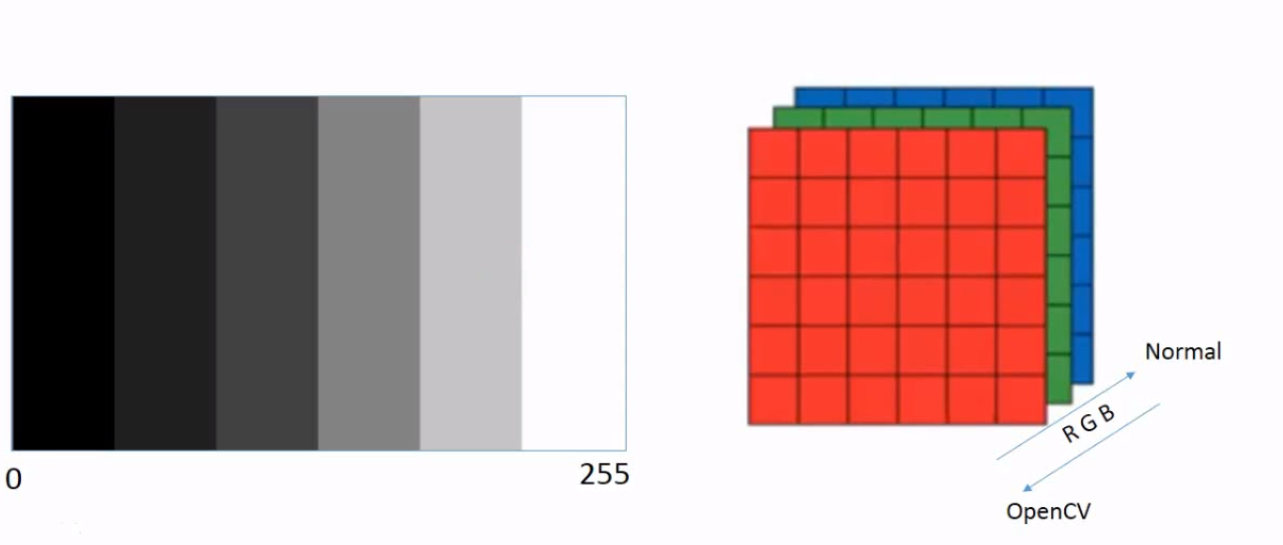 0
255
Normal
R G B
OpenCV